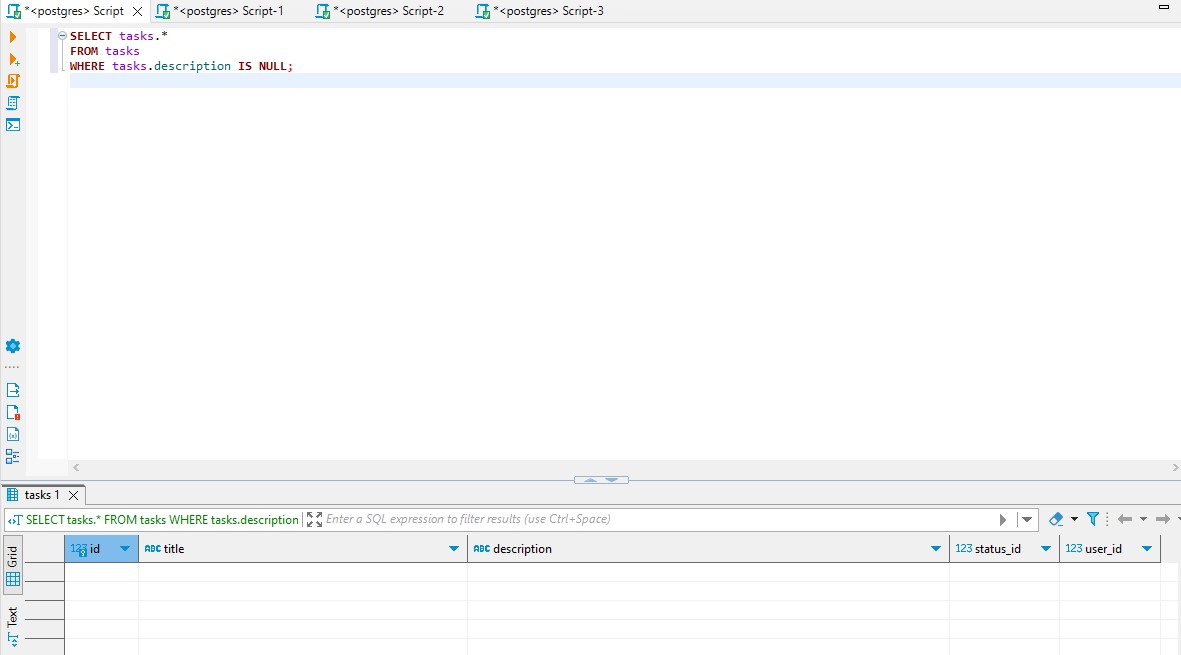 *<postgres> Script
*<postgres> Script-1
*<postgres> Script-2
*<postgres> Script-3
SELECT tasks.*
FROM tasks
WHERE tasks.description IS NULL;
tasks 1
SELECT tasks.* FROM tasks WHERE tasks.description
Enter a SQL expression to filter results (use Ctrl+Space)
Grid
123 id
ABC title
ABC description
123 status_id
123 user_id
Text